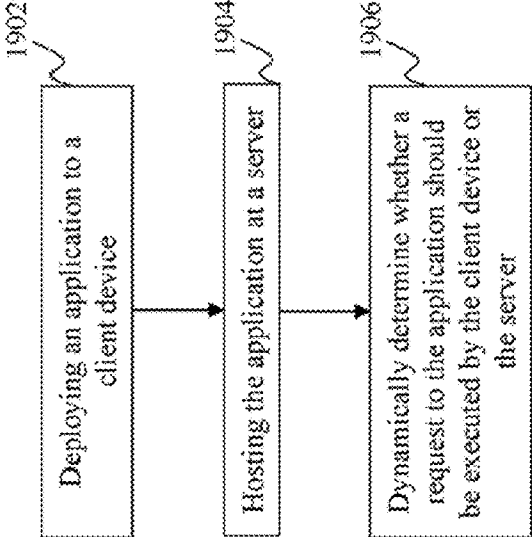 1902
Deploying an application to a
client device
1904
Hosting the application at a server
1906
Dynamically determine whether a
request to the application should
be executed by the client device or
the server